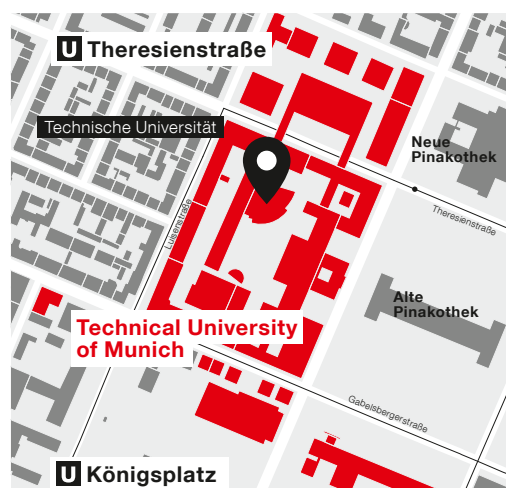 U Theresienstraße
Technische Universität
Neue
Pinakothek
Theresienstraße
Luisenstraße
Alte
Pinakothek
Technical University
of Munich
Gabelsbergerstraße
U Königsplatz